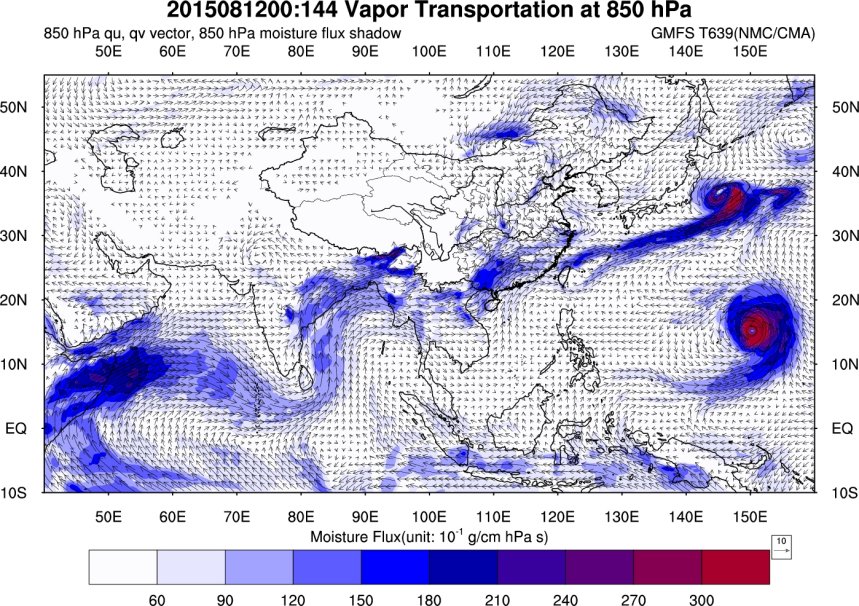 2015081200:144 Vapor Transportation at 850 hPa
850 hPa qu, qv vector, 850 hPa moisture flux shadow GMFS T639(NMC/CMA)
50E 60E 70E 80E 90E 100E 110E 120E 130E 140E 150E
50N 50N
40N 40N
30N 30N
20N 20N
10N 10N
EQ EQ
10S 10S
50E 60E 70E 80E 90E 100E 110E 120E 130E 140E 150E
Moisture Flux(unit: 10⁻¹ g/cm hPa s)
10
60 90 120 150 180 210 240 270 300